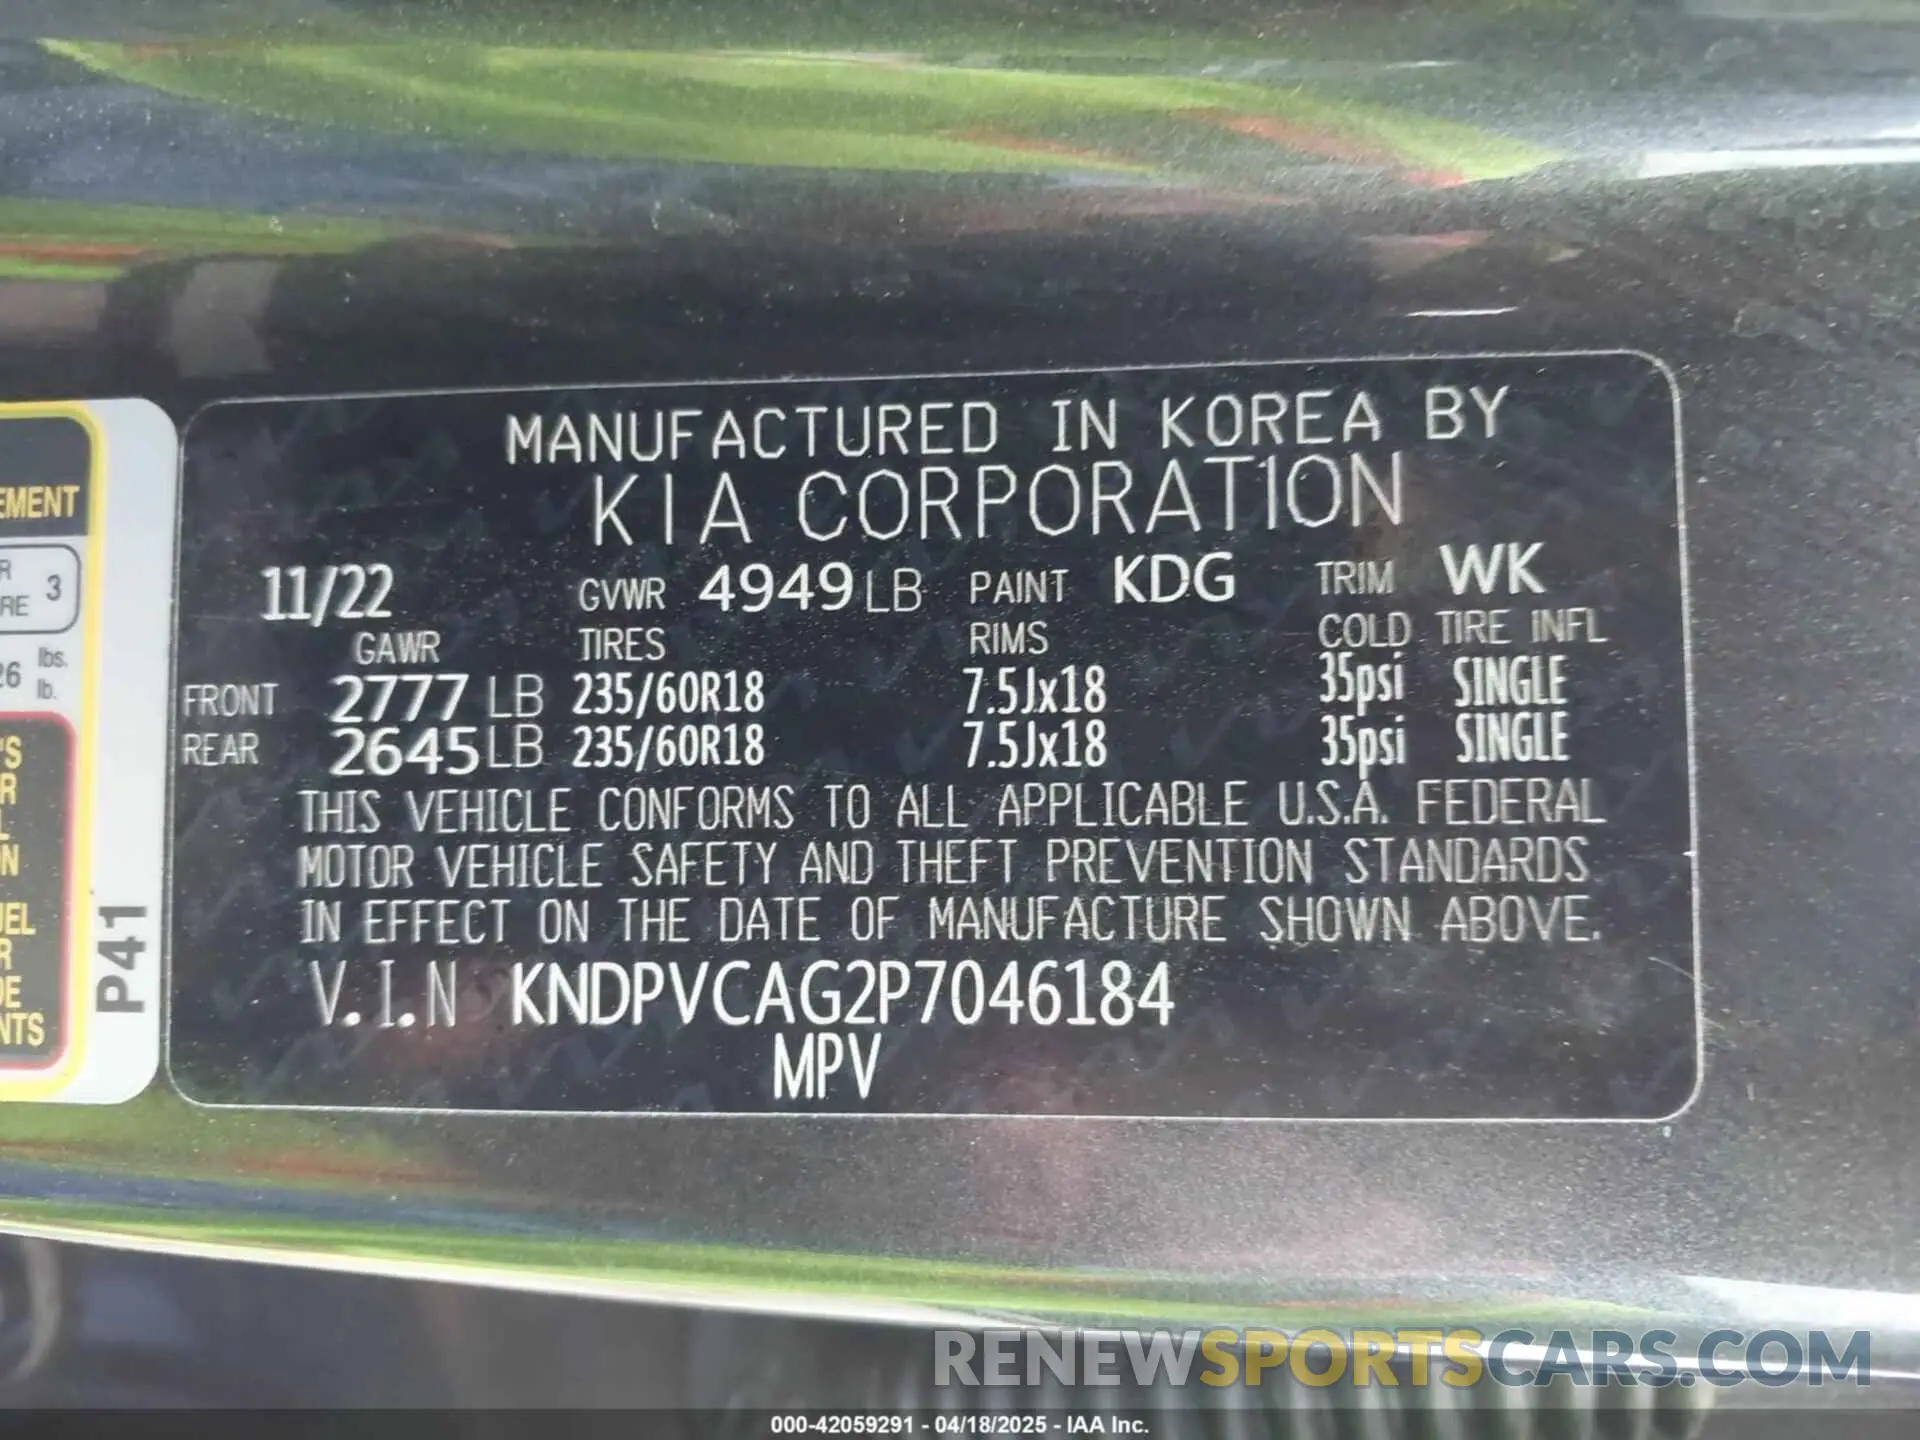 MANUFACTURED IN KOREA BY
KIA CORPORATION
11/22 GVWR 4949 LB PAINT KDG TRIM WK
GAWR TIRES RIMS COLD TIRE INFL
FRONT 2777 LB 235/60R18 7.5Jx18 35psi SINGLE
REAR 2645 LB 235/60R18 7.5Jx18 35psi SINGLE
THIS VEHICLE CONFORMS TO ALL APPLICABLE U.S.A. FEDERAL
MOTOR VEHICLE SAFETY AND THEFT PREVENTION STANDARDS
IN EFFECT ON THE DATE OF MANUFACTURE SHOWN ABOVE.
V.I.N KNDPVCAG2P7046184
MPV
3
lbs.
lb.
P41
RENEWSPORTSCARS.COM
000-42059291 - 04/18/2025 - IAA Inc.